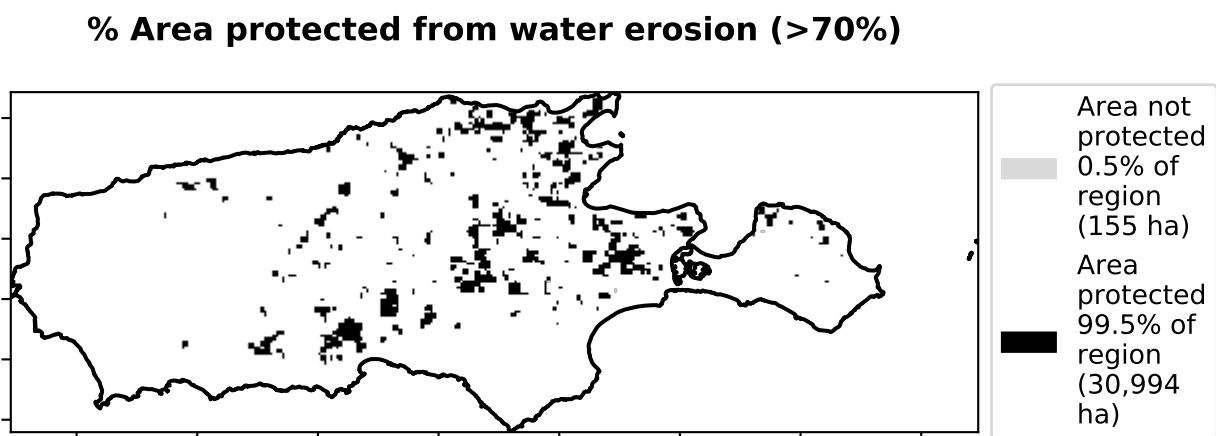 % Area protected from water erosion (>70%)
Area not
protected
0.5% of
region
(155 ha)
Area
protected
99.5% of
region
(30,994
ha)